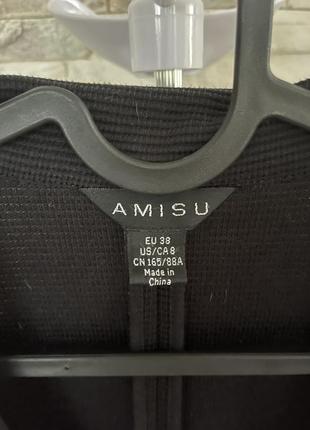 AMISU
EU 38
US/CA 8
CN 165/88A
Made in
China